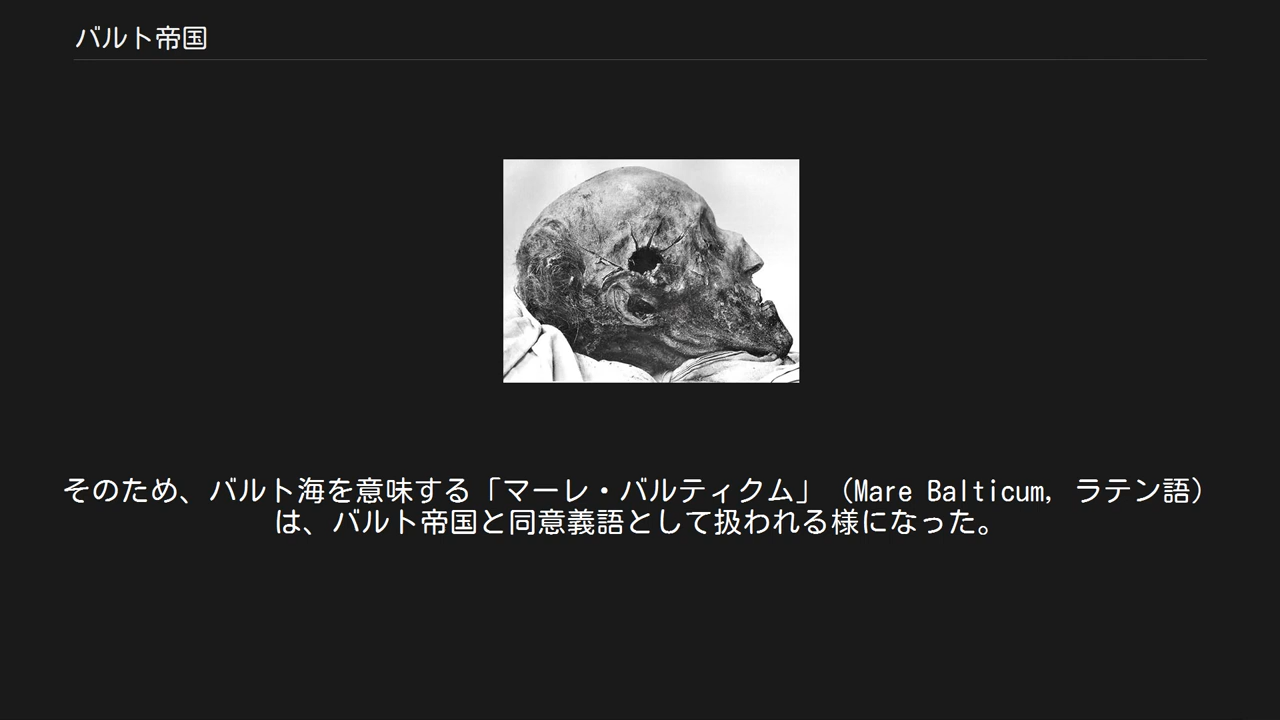 バルト帝国
そのため、バルト海を意味する「マーレ・バルティクム」（Mare Balticum, ラテン語）
は、バルト帝国と同意義語として扱われる様になった。